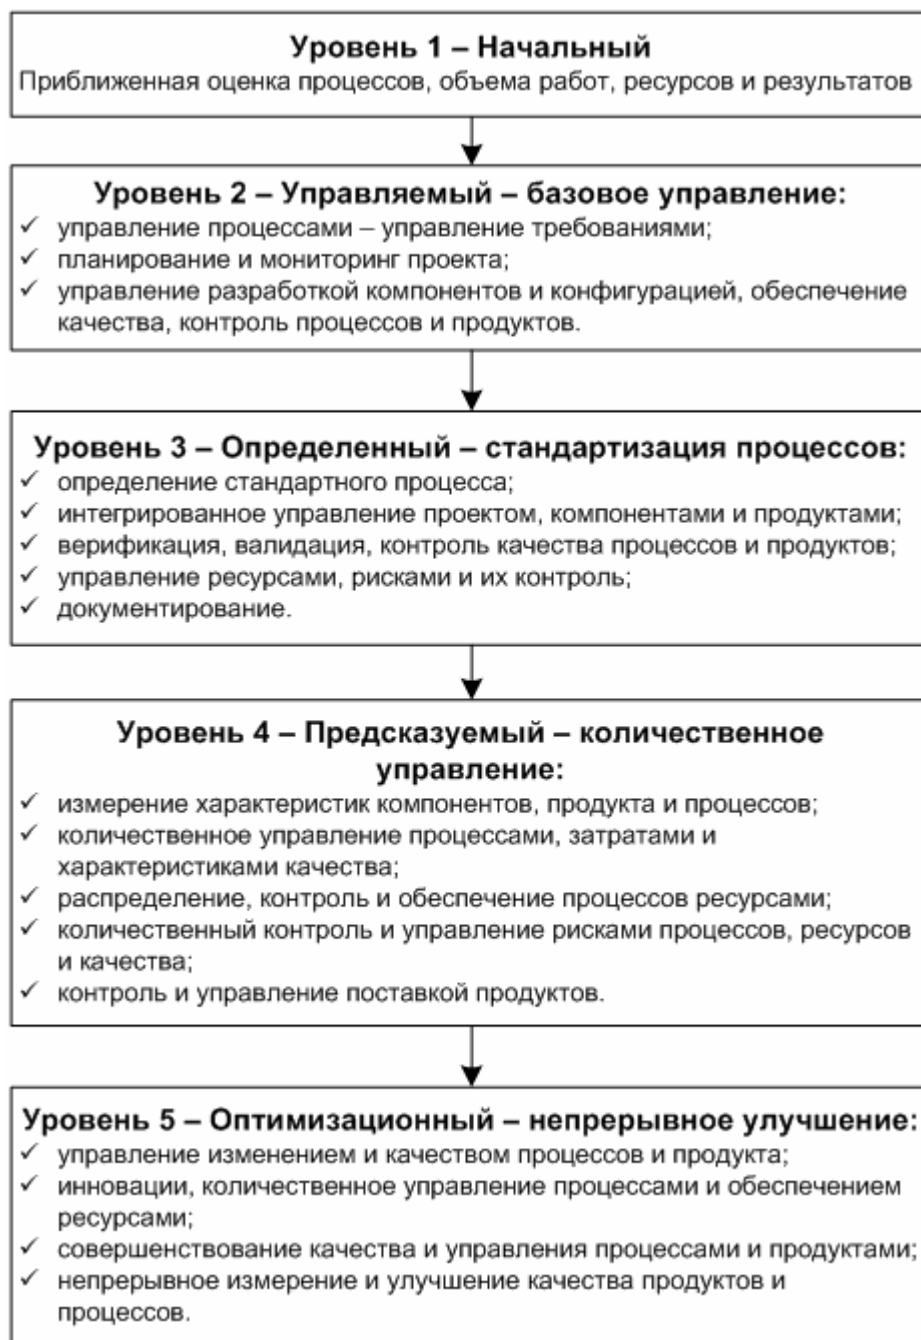 Уровень 1 – Начальный
Приближенная оценка процессов, объема работ, ресурсов и результатов
Уровень 2 – Управляемый – базовое управление:
✓ управление процессами – управление требованиями;
✓ планирование и мониторинг проекта;
✓ управление разработкой компонентов и конфигурацией, обеспечение
качества, контроль процессов и продуктов.
Уровень 3 – Определенный – стандартизация процессов:
✓ определение стандартного процесса;
✓ интегрированное управление проектом, компонентами и продуктами;
✓ верификация, валидация, контроль качества процессов и продуктов;
✓ управление ресурсами, рисками и их контроль;
✓ документирование.
Уровень 4 – Предсказуемый – количественное
управление:
✓ измерение характеристик компонентов, продукта и процессов;
✓ количественное управление процессами, затратами и
характеристиками качества;
✓ распределение, контроль и обеспечение процессов ресурсами;
✓ количественный контроль и управление рисками процессов, ресурсов
и качества;
✓ контроль и управление поставкой продуктов.
Уровень 5 – Оптимизационный – непрерывное улучшение:
✓ управление изменением и качеством процессов и продукта;
✓ инновации, количественное управление процессами и обеспечением
ресурсами;
✓ совершенствование качества и управления процессами и продуктами;
✓ непрерывное измерение и улучшение качества продуктов и
процессов.